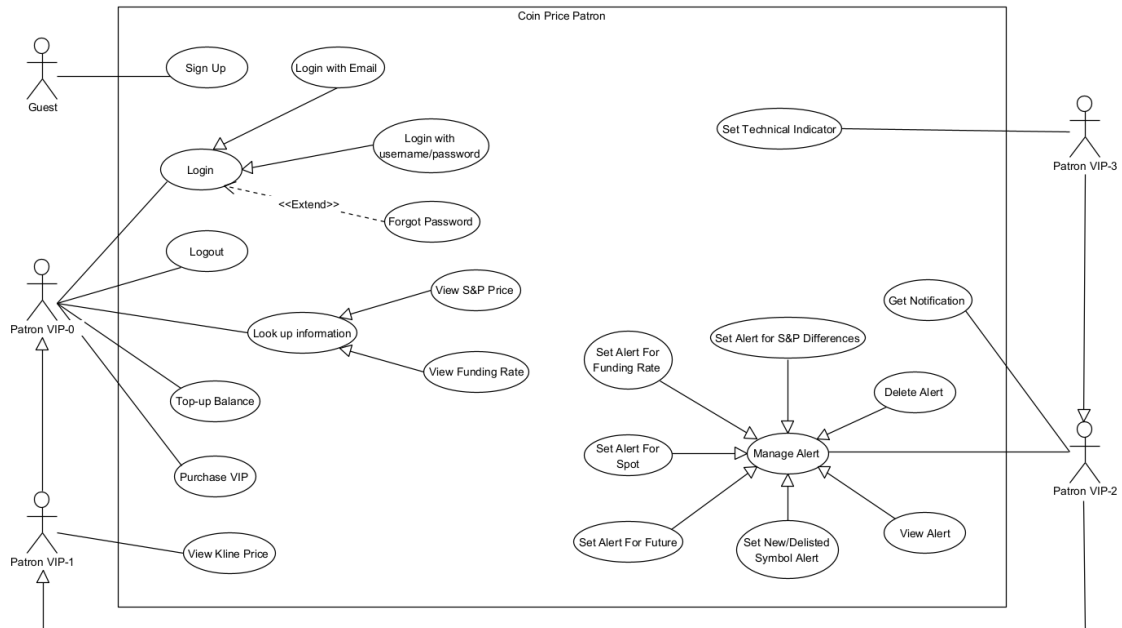 Coin Price Patron
Guest
Sign Up
Login with Email
Login with
username/password
Login
<<Extend>>
Forgot Password
Logout
Patron VIP-0
View S&P Price
Look up information
View Funding Rate
Top-up Balance
Purchase VIP
Patron VIP-1
View Kline Price
Set Technical Indicator
Patron VIP-3
Get Notification
Set Alert For
Funding Rate
Set Alert for S&P Differences
Delete Alert
Set Alert For
Spot
Manage Alert
Patron VIP-2
Set Alert For Future
Set New/Delisted
Symbol Alert
View Alert